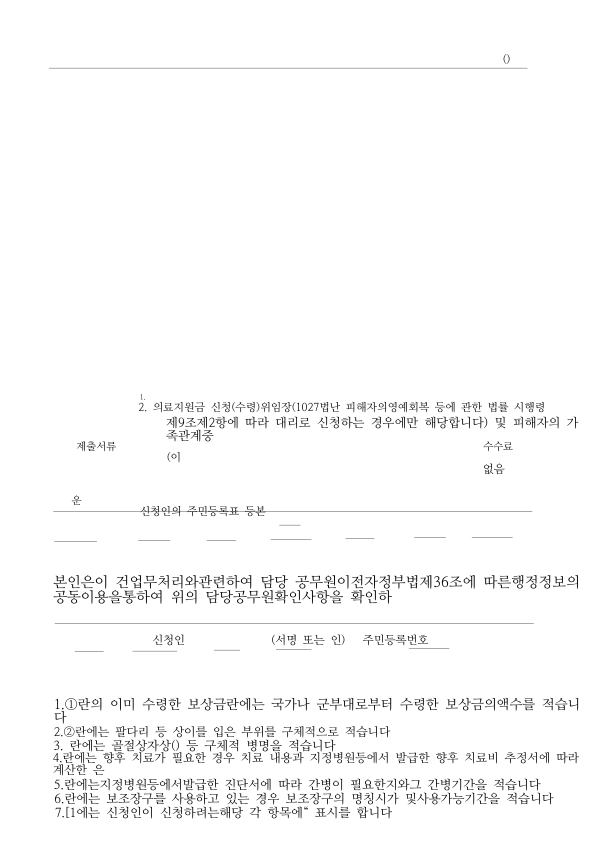 ()
1.
2. 의료지원금 신청(수령)위임장(1027법난 피해자의영예회복 등에 관한 법률 시행령
제9조제2항에 따라 대리로 신청하는 경우에만 해당합니다) 및 피해자의 가
족관계중
제출서류
수수료
(이
없음
운
신청인의 주민등록표 등본
본인은이 건업무처리와관련하여 담당 공무원이전자정부법제36조에 따른행정정보의
공동이용을통하여 위의 담당공무원확인사항을 확인하
신청인 (서명 또는 인) 주민등록번호
1.①란의 이미 수령한 보상금란에는 국가나 군부대로부터 수령한 보상금의액수를 적습니
다
2.②란에는 팔다리 등 상이를 입은 부위를 구체적으로 적습니다
3. 란에는 골절상자상() 등 구체적 병명을 적습니다
4.란에는 향후 치료가 필요한 경우 치료 내용과 지정병원등에서 발급한 향후 치료비 추정서에 따라
계산한 은
5.란에는지정병원등에서발급한 진단서에 따라 간병이 필요한지와그 간병기간을 적습니다
6.란에는 보조장구를 사용하고 있는 경우 보조장구의 명칭시가 및사용가능기간을 적습니다
7.[1에는 신청인이 신청하려는해당 각 항목에“ 표시를 합니다